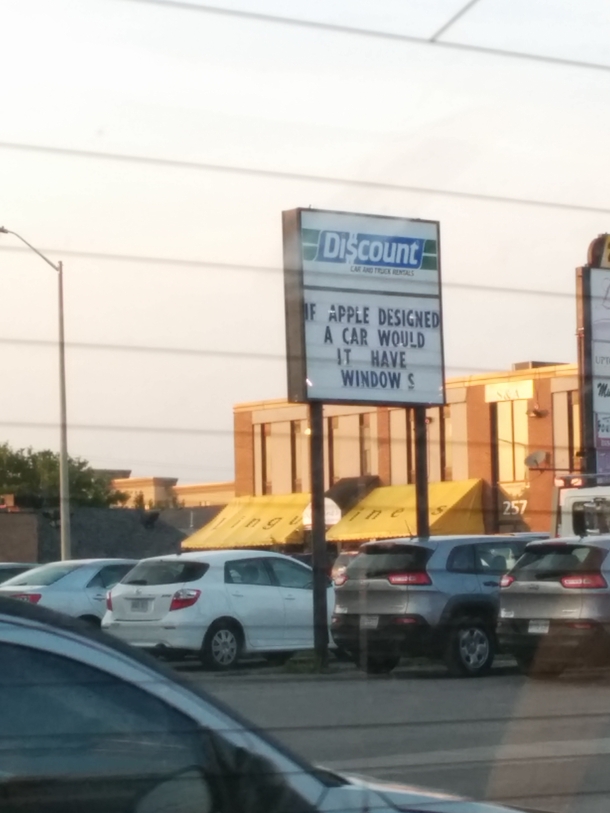 Discount
CAR AND TRUCK RENTALS
IF APPLE DESIGNED
A CAR WOULD
IT HAVE
WINDOW S
257